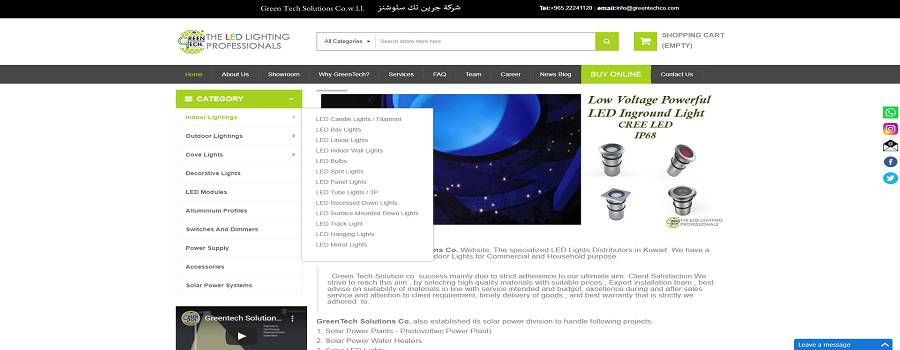 Green Tech Solutions Co.w.l.l. شركة جرين تك سلوشنز
Tel:+965 22241120 : email:info@greentechco.com
GREEN TECH
THE LED LIGHTING PROFESSIONALS
All Categories
Search entire store here
SHOPPING CART
(EMPTY)
Home
About Us
Showroom
Why GreenTech?
Services
FAQ
Team
Career
News Blog
BUY ONLINE
Contact Us
CATEGORY
Indoor Lightings
Outdoor Lightings
Cove Lights
Decorative Lights
LED Modules
Alluminium Profiles
Switches And Dimmers
Power Supply
Accessories
Solar Power Systems
LED Candle Lights / Filament
LED Bay Lights
LED Linear Lights
LED Indoor Wall Lights
LED Bulbs
LED Spot Lights
LED Panel Lights
LED Tube Lights / 3P
LED Recessed Down Lights
LED Surface Mounted Down Lights
LED Track Light
LED Hanging Lights
LED Mirror Lights
Low Voltage Powerful
LED Inground Light
CREE LED
IP68
THE LED LIGHTING
PROFESSIONALS
ns Co. Website, The specialized LED Lights Distributors in Kuwait. We have a
door Lights for Commercial and Household purpose.
Green Tech Solution co success mainly due to strict adherence to our ultimate aim: Client Satisfaction We
strive to reach this aim , by selecting high quality materials with suitable prices , Expert installation team , best
advise on suitability of materials in line with service intended and budget, excellence during and after sales
service and attention to client requirement, timely delivery of goods , and best warranty that is strictly we
adhered to.
GreenTech Solutions Co. also established its solar power division to handle following projects
1. Solar Power Plants - Photovoltaic Power Plant)
2. Solar Power Water Heaters
3. Solar LED Lights
Greentech Solution...
Leave a message